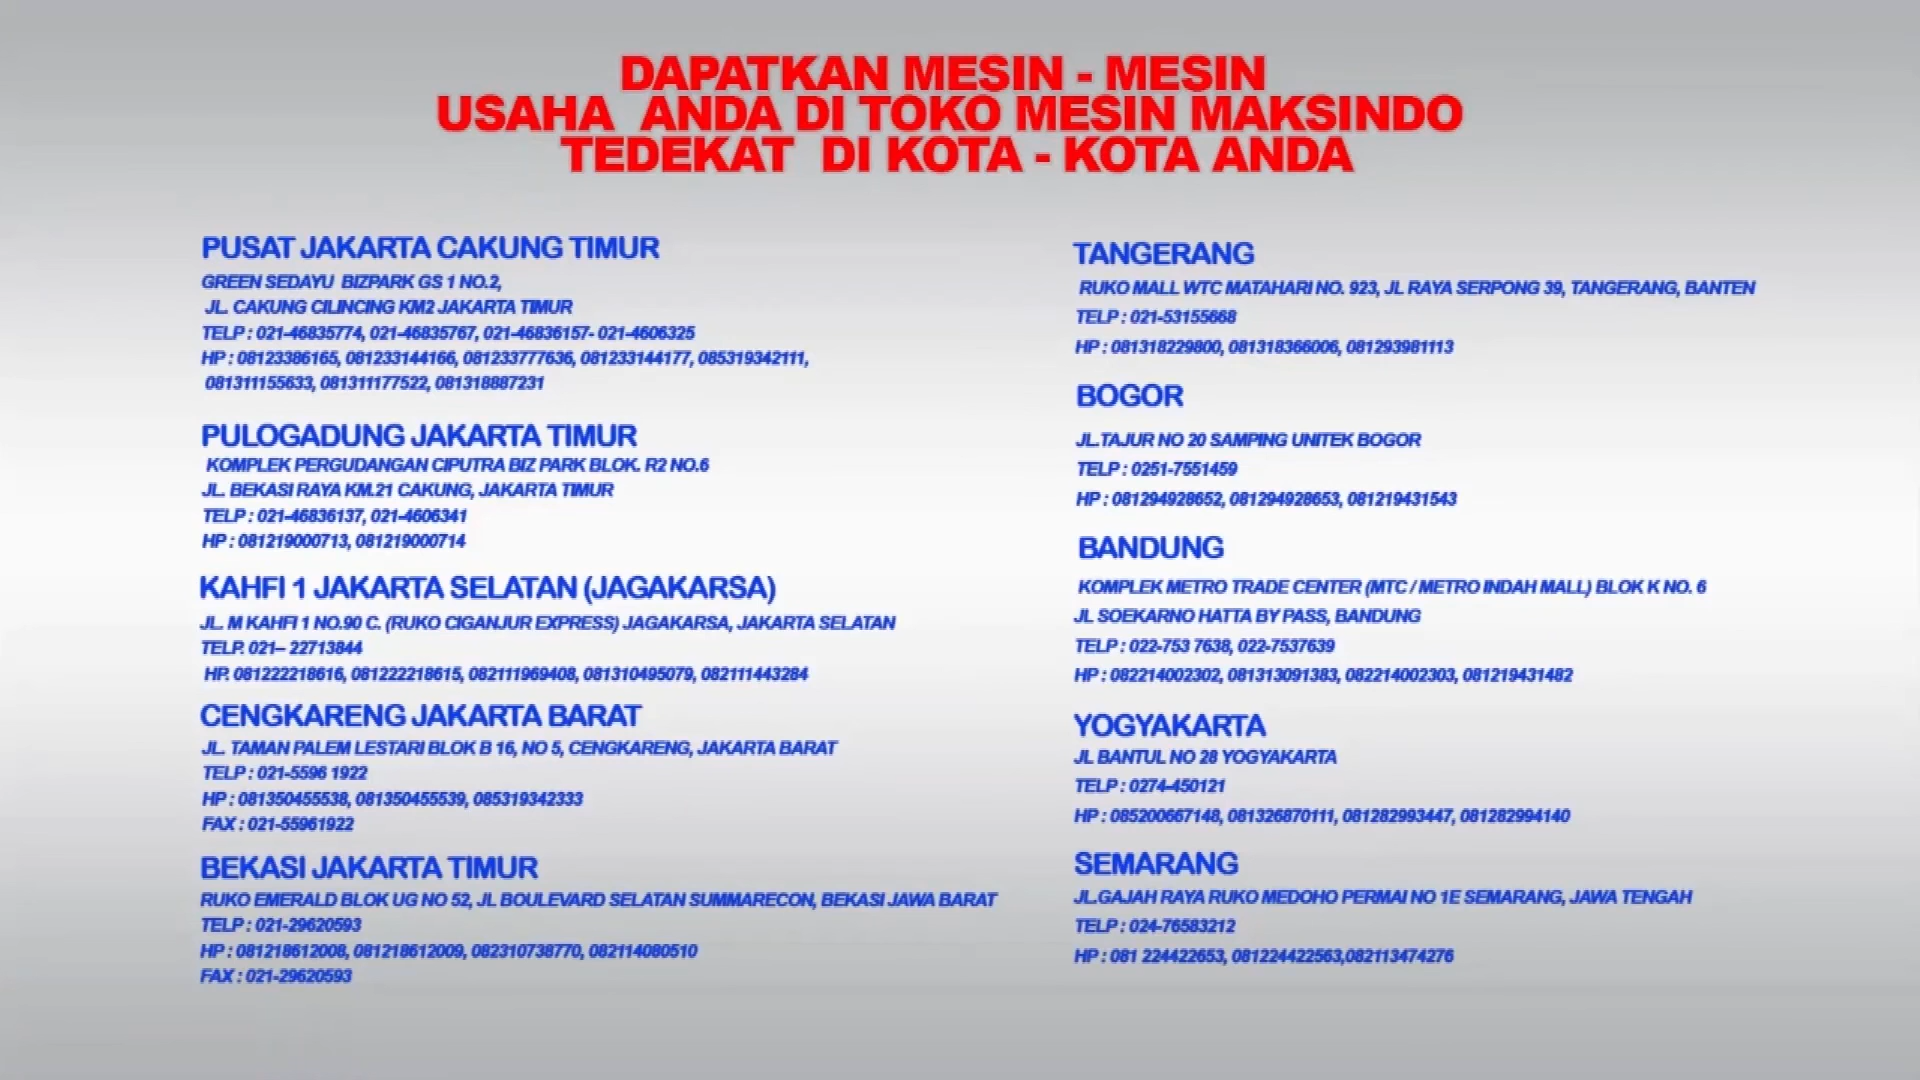 DAPATKAN MESIN - MESIN
USAHA ANDA DI TOKO MESIN MAKSINDO
TEDEKAT DI KOTA - KOTA ANDA
PUSAT JAKARTA CAKUNG TIMUR
GREEN SEDAYU BIZPARK GS 1 NO.2,
JL. CAKUNG CILINCING KM2 JAKARTA TIMUR
TELP : 021-46835774, 021-46835767, 021-46836157- 021-4606325
HP : 08123386165, 081233144166, 081233777636, 081233144177, 085319342111,
081311155633, 081311177522, 081318887231
PULOGADUNG JAKARTA TIMUR
KOMPLEK PERGUDANGAN CIPUTRA BIZ PARK BLOK. R2 NO.6
JL. BEKASI RAYA KM.21 CAKUNG, JAKARTA TIMUR
TELP : 021-46836137, 021-4606341
HP : 081219000713, 081219000714
KAHFI 1 JAKARTA SELATAN (JAGAKARSA)
JL. M KAHFI 1 NO.90 C. (RUKO CIGANJUR EXPRESS) JAGAKARSA, JAKARTA SELATAN
TELP. 021– 22713844
HP. 081222218616, 081222218615, 082111969408, 081310495079, 082111443284
CENGKARENG JAKARTA BARAT
JL. TAMAN PALEM LESTARI BLOK B 16, NO 5, CENGKARENG, JAKARTA BARAT
TELP : 021-5596 1922
HP : 081350455538, 081350455539, 085319342333
FAX : 021-55961922
BEKASI JAKARTA TIMUR
RUKO EMERALD BLOK UG NO 52, JL BOULEVARD SELATAN SUMMARECON, BEKASI JAWA BARAT
TELP : 021-29620593
HP : 081218612008, 081218612009, 082310738770, 082114080510
FAX : 021-29620593
TANGERANG
RUKO MALL WTC MATAHARI NO. 923, JL RAYA SERPONG 39, TANGERANG, BANTEN
TELP : 021-53155668
HP : 081318229800, 081318366006, 081293981113
BOGOR
JL.TAJUR NO 20 SAMPING UNITEK BOGOR
TELP : 0251-7551459
HP : 081294928652, 081294928653, 081219431543
BANDUNG
KOMPLEK METRO TRADE CENTER (MTC / METRO INDAH MALL) BLOK K NO. 6
JL SOEKARNO HATTA BY PASS, BANDUNG
TELP : 022-753 7638, 022-7537639
HP : 082214002302, 081313091383, 082214002303, 081219431482
YOGYAKARTA
JL BANTUL NO 28 YOGYAKARTA
TELP : 0274-450121
HP : 085200667148, 081326870111, 081282993447, 081282994140
SEMARANG
JL.GAJAH RAYA RUKO MEDOHO PERMAI NO 1E SEMARANG, JAWA TENGAH
TELP : 024-76583212
HP : 081 224422653, 081224422563,082113474276